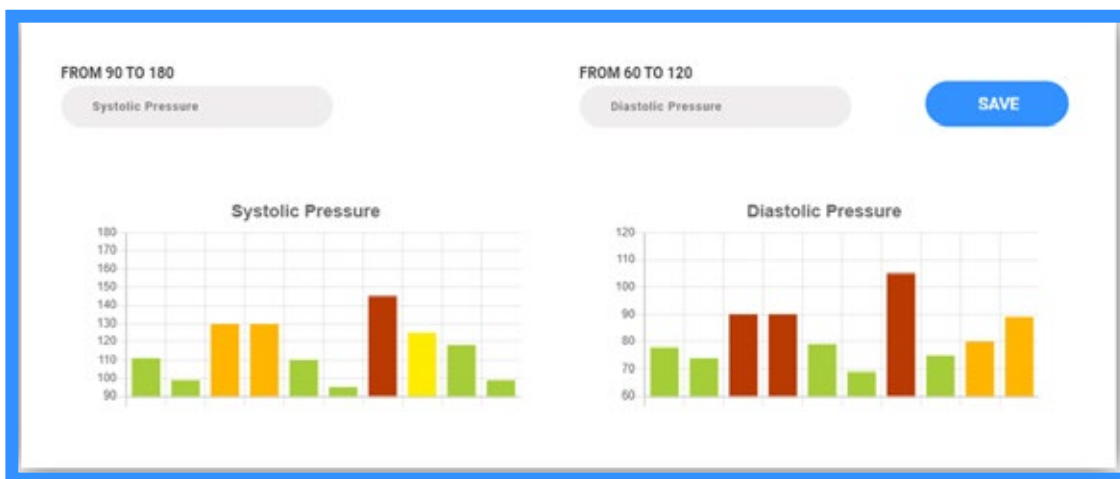 FROM 90 TO 180
Systolic Pressure
FROM 60 TO 120
Diastolic Pressure
SAVE
Systolic Pressure
180
170
160
150
140
130
120
110
100
90
Diastolic Pressure
120
110
100
90
80
70
60